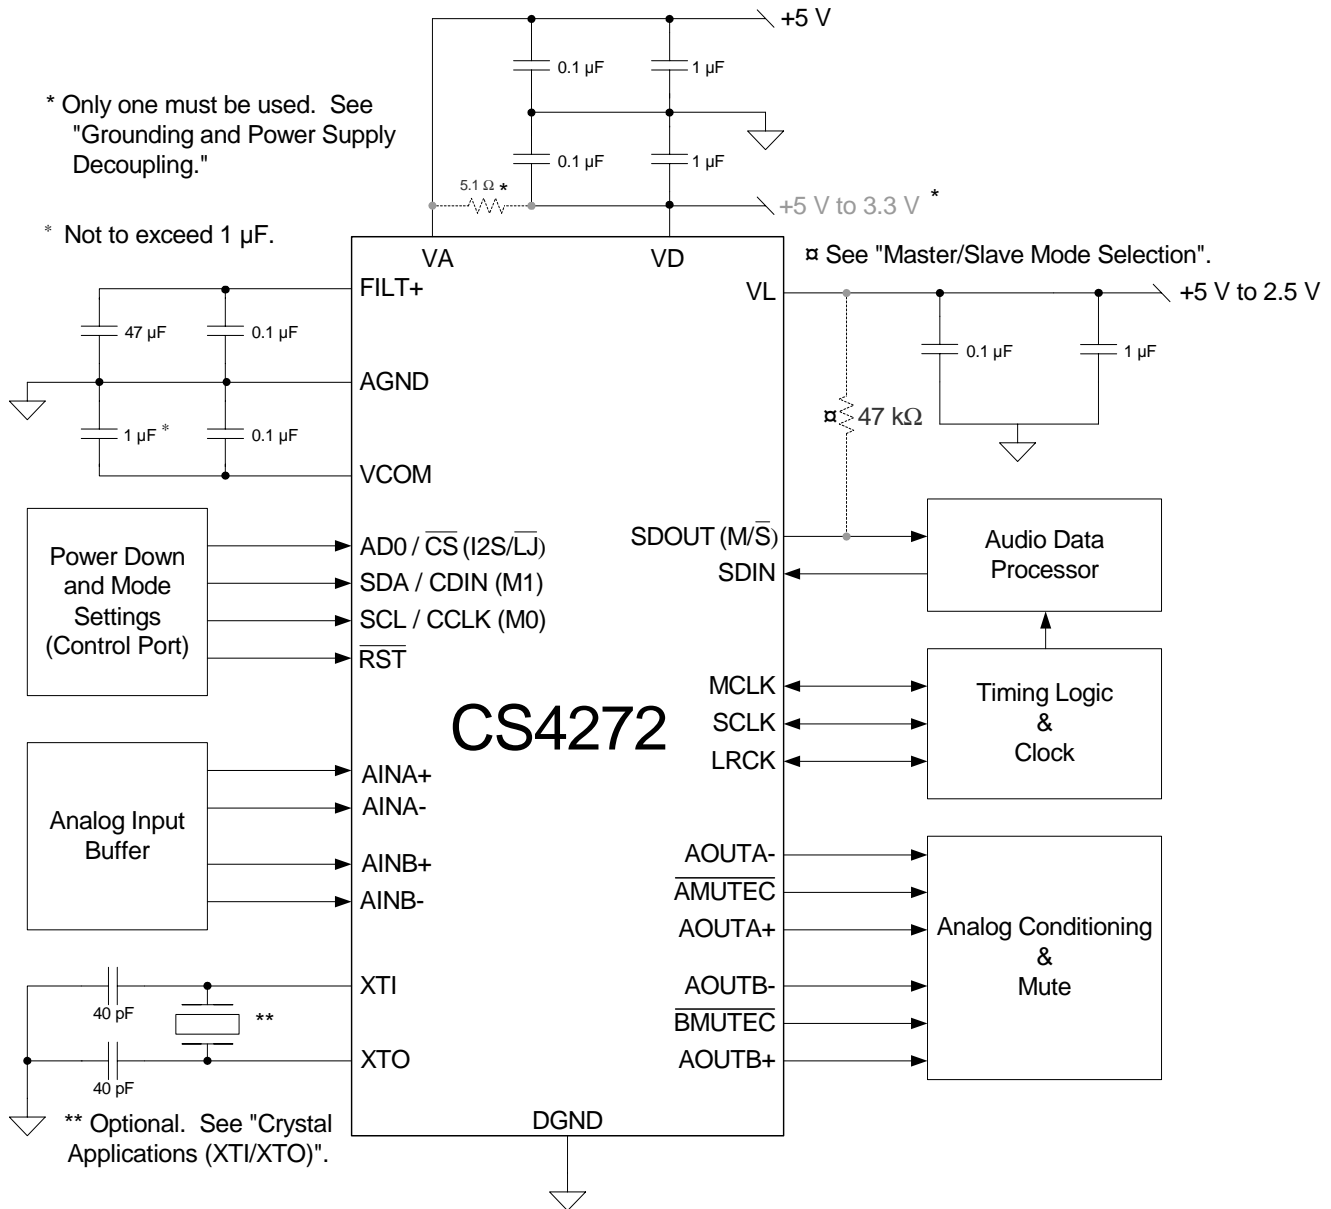 +5 V
0.1 µF
1 µF
* Only one must be used.  See
"Grounding and Power Supply
Decoupling."
0.1 µF
1 µF
5.1 Ω *
+5 V to 3.3 V *
* Not to exceed 1 µF.
VA
VD
¤ See "Master/Slave Mode Selection".
FILT+
VL
+5 V to 2.5 V
47 µF
0.1 µF
0.1 µF
1 µF
AGND
¤ 47 kΩ
1 µF *
0.1 µF
VCOM
Power Down
and Mode
Settings
(Control Port)
AD0 / C̅S̅ (I2S/L̅J̅)
SDA / CDIN (M1)
SCL / CCLK (M0)
R̅S̅T̅
SDOUT (M/S̅)
SDIN
Audio Data
Processor
CS4272
MCLK
SCLK
LRCK
Timing Logic
&
Clock
Analog Input
Buffer
AINA+
AINA-
AINB+
AINB-
AOUTA-
A̅M̅U̅T̅E̅C̅
AOUTA+
AOUTB-
B̅M̅U̅T̅E̅C̅
AOUTB+
Analog Conditioning
&
Mute
XTI
40 pF
**
XTO
40 pF
** Optional.  See "Crystal
Applications (XTI/XTO)".
DGND